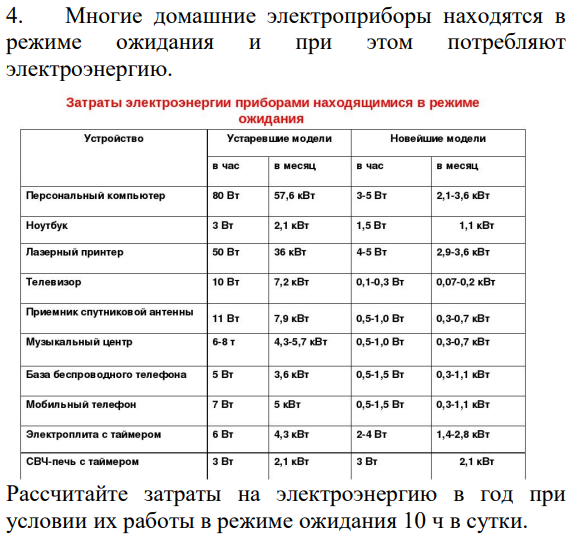 4. Многие домашние электроприборы находятся в
режиме ожидания и при этом потребляют
электроэнергию.
Затраты электроэнергии приборами находящимися в режиме
ожидания
Устройство Устаревшие модели Новейшие модели
в час в месяц в час в месяц
Персональный компьютер 80 Вт 57,6 кВт 3-5 Вт 2,1-3,6 кВт
Ноутбук 3 Вт 2,1 кВт 1,5 Вт 1,1 кВт
Лазерный принтер 50 Вт 36 кВт 4-5 Вт 2,9-3,6 кВт
Телевизор 10 Вт 7,2 кВт 0,1-0,3 Вт 0,07-0,2 кВт
Приемник спутниковой антенны 11 Вт 7,9 кВт 0,5-1,0 Вт 0,3-0,7 кВт
Музыкальный центр 6-8 т 4,3-5,7 кВт 0,5-1,0 Вт 0,3-0,7 кВт
База беспроводного телефона 5 Вт 3,6 кВт 0,5-1,5 Вт 0,3-1,1 кВт
Мобильный телефон 7 Вт 5 кВт 0,5-1,5 Вт 0,3-1,1 кВт
Электроплита с таймером 6 Вт 4,3 кВт 2-4 Вт 1,4-2,8 кВт
СВЧ-печь с таймером 3 Вт 2,1 кВт 3 Вт 2,1 кВт
Рассчитайте затраты на электроэнергию в год при
условии их работы в режиме ожидания 10 ч в сутки.